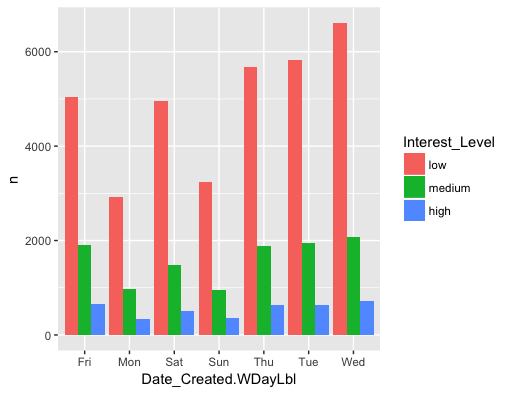 6000
4000
2000
0
n
Fri Mon Sat Sun Thu Tue Wed
Date_Created.WDayLbl
Interest_Level
low
medium
high